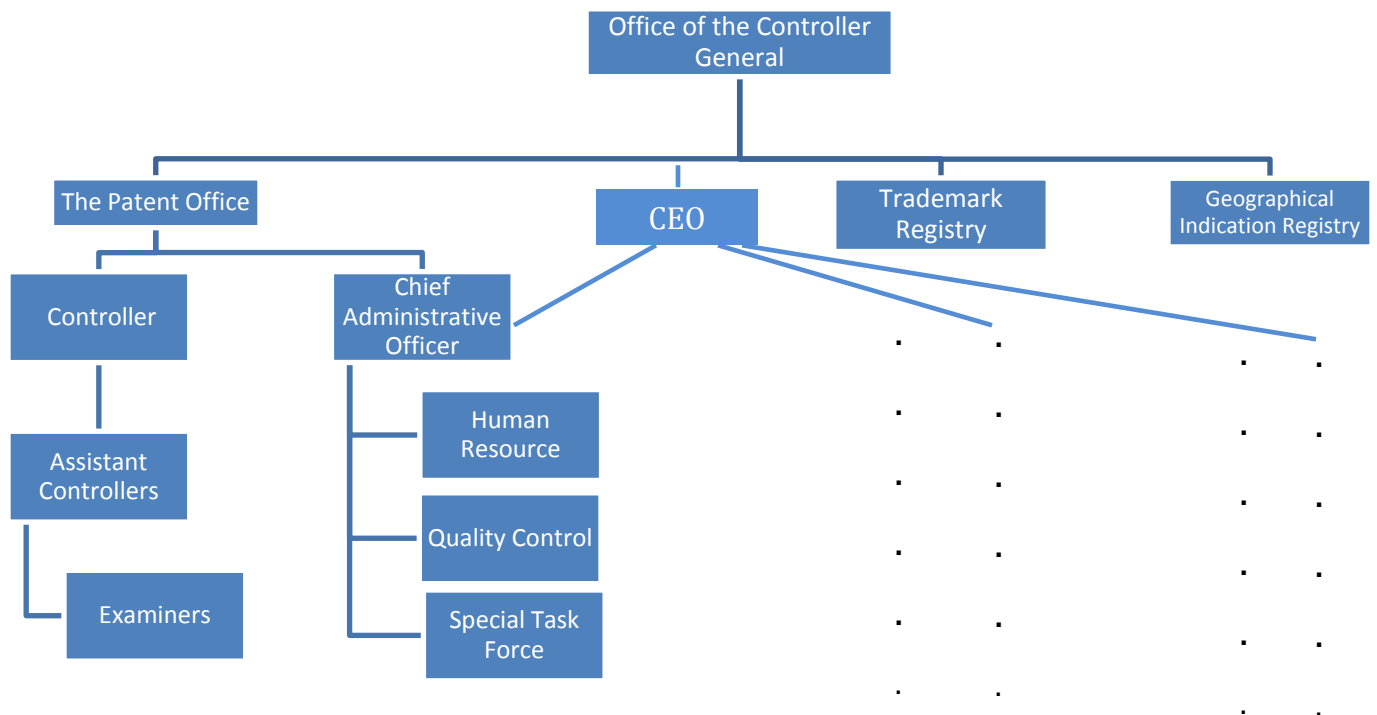 Office of the Controller
General
The Patent Office
CEO
Trademark
Registry
Geographical
Indication Registry
Controller
Chief
Administrative
Officer
Human
Resource
Assistant
Controllers
Quality Control
Examiners
Special Task
Force